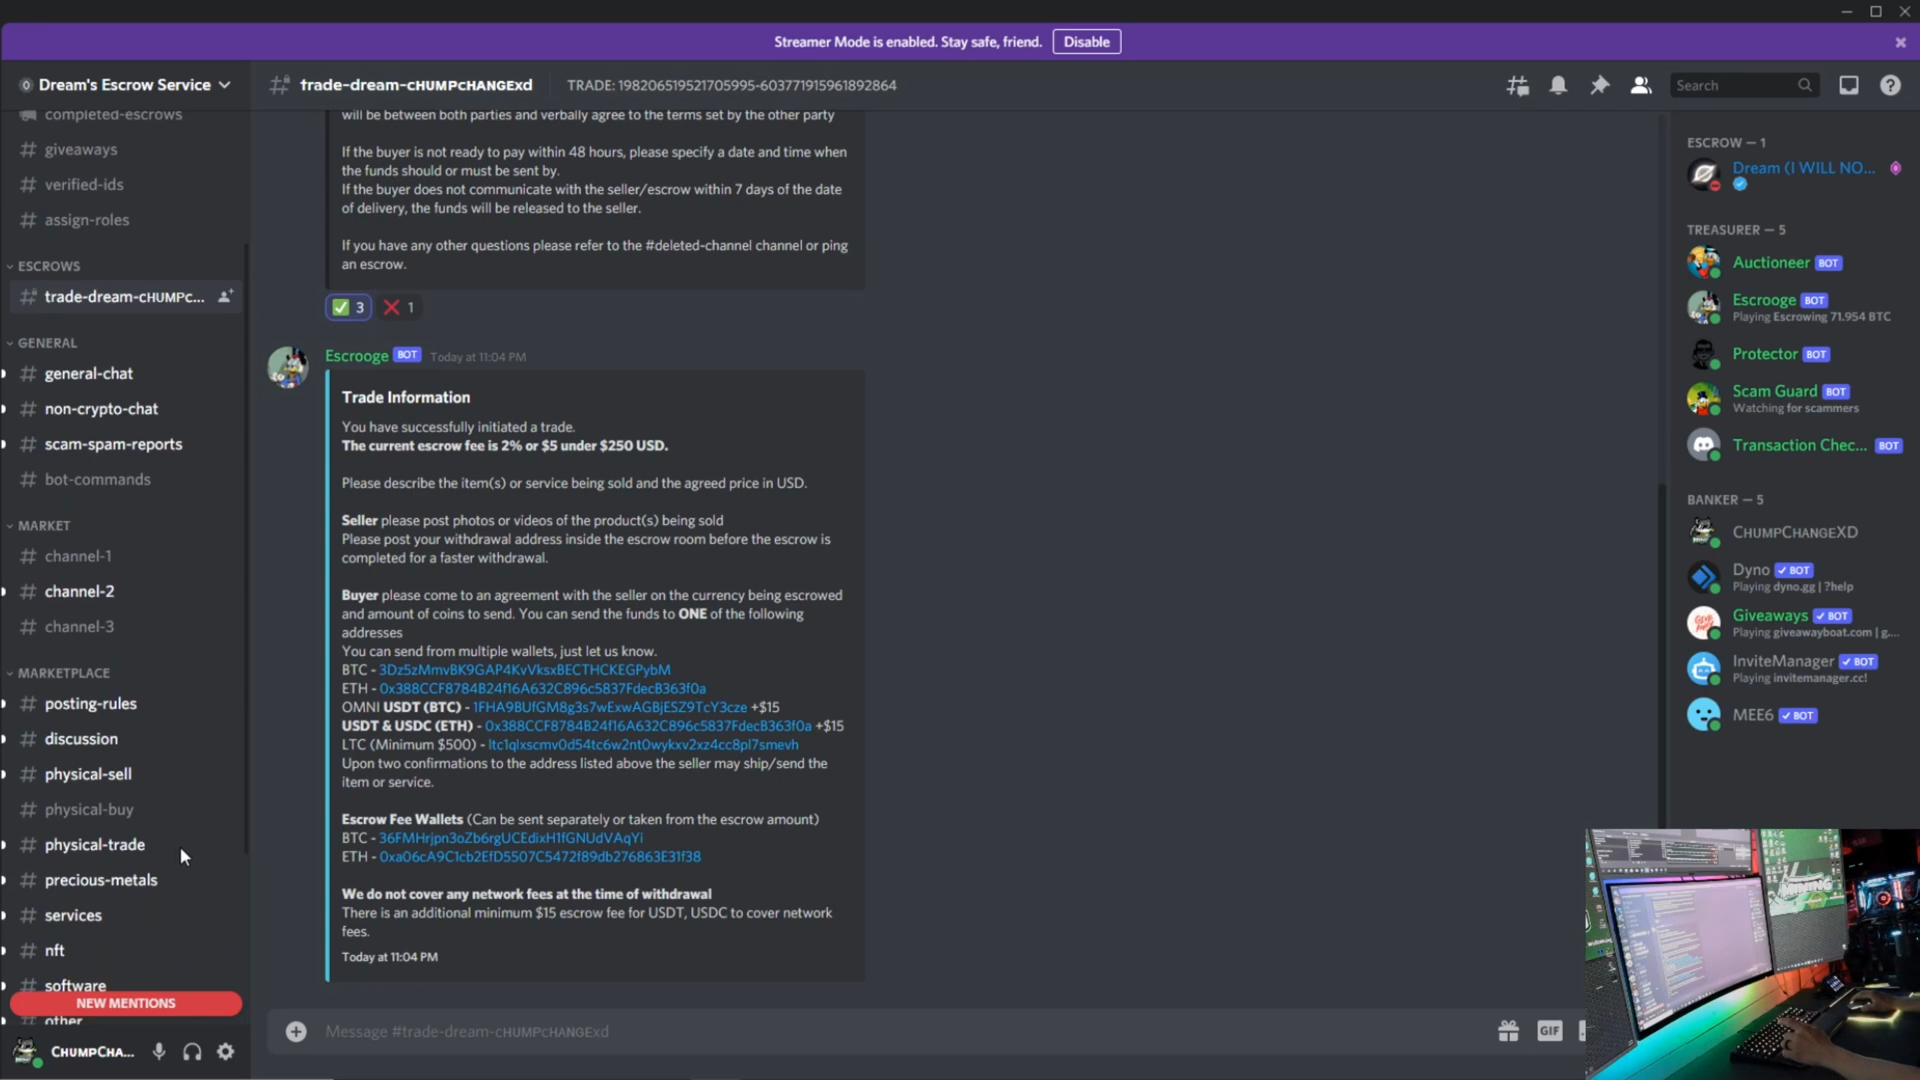 Streamer Mode is enabled. Stay safe, friend. Disable
Dream's Escrow Service
trade-dream-cHUMPCHANGExd
TRADE: 198206519521705995-603771915961892864
Search
completed-escrows
giveaways
verified-ids
assign-roles
ESCROWS
trade-dream-cHUMPC...
GENERAL
general-chat
non-crypto-chat
scam-spam-reports
bot-commands
MARKET
channel-1
channel-2
channel-3
MARKETPLACE
posting-rules
discussion
physical-sell
physical-buy
physical-trade
precious-metals
services
nft
software
NEW MENTIONS
other
CHUMPCHA...
will be between both parties and verbally agree to the terms set by the other party
If the buyer is not ready to pay within 48 hours, please specify a date and time when
the funds should or must be sent by.
If the buyer does not communicate with the seller/escrow within 7 days of the date
of delivery, the funds will be released to the seller.
If you have any other questions please refer to the #deleted-channel channel or ping
an escrow.
3 1
Escrooge BOT Today at 11:04 PM
Trade Information
You have successfully initiated a trade.
The current escrow fee is 2% or $5 under $250 USD.
Please describe the item(s) or service being sold and the agreed price in USD.
Seller please post photos or videos of the product(s) being sold
Please post your withdrawal address inside the escrow room before the escrow is
completed for a faster withdrawal.
Buyer please come to an agreement with the seller on the currency being escrowed
and amount of coins to send. You can send the funds to ONE of the following
addresses
You can send from multiple wallets, just let us know.
BTC - 3Dz5zMmvBK9GAP4KvVksxBECTHCKEGPybM
ETH - 0x388CCF8784B24f16A632C896c5837FdecB363f0a
OMNI USDT (BTC) - 1FHA9BUfGM8g3s7wExwAGBjESZ9TcY3cze +$15
USDT & USDC (ETH) - 0x388CCF8784B24f16A632C896c5837FdecB363f0a +$15
LTC (Minimum $500) - ltc1qlxscmv0d54tc6w2nt0wykxv2xz4cc8pl7smevh
Upon two confirmations to the address listed above the seller may ship/send the
item or service.
Escrow Fee Wallets (Can be sent separately or taken from the escrow amount)
BTC - 36FMHrjpn3oZb6rgUCEdixH1fGNUdVAqYi
ETH - 0xa06cA9C1cb2EfD5507C5472f89db276863E31f38
We do not cover any network fees at the time of withdrawal
There is an additional minimum $15 escrow fee for USDT, USDC to cover network
fees.
Today at 11:04 PM
Message #trade-dream-cHUMPCHANGExd
GIF
ESCROW — 1
Dream (I WILL NO...
TREASURER — 5
Auctioneer BOT
Escrooge BOT
Playing Escrowing 71.954 BTC
Protector BOT
Scam Guard BOT
Watching for scammers
Transaction Chec... BOT
BANKER — 5
CHUMPCHANGEXD
Dyno BOT
Playing dyno.gg | ?help
Giveaways BOT
Playing giveawayboat.com | g...
InviteManager BOT
Playing invitemanager.cc!
MEE6 BOT
MINING